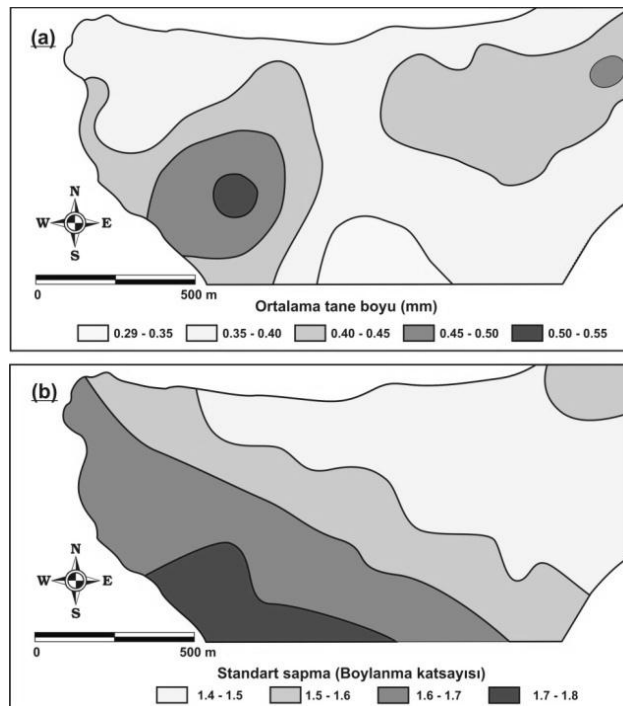 (a)
N
W E
S
0 500 m
Ortalama tane boyu (mm)
0.29 - 0.35 0.35 - 0.40 0.40 - 0.45 0.45 - 0.50 0.50 - 0.55
(b)
N
W E
S
0 500 m
Standart sapma (Boylanma katsayısı)
1.4 - 1.5 1.5 - 1.6 1.6 - 1.7 1.7 - 1.8